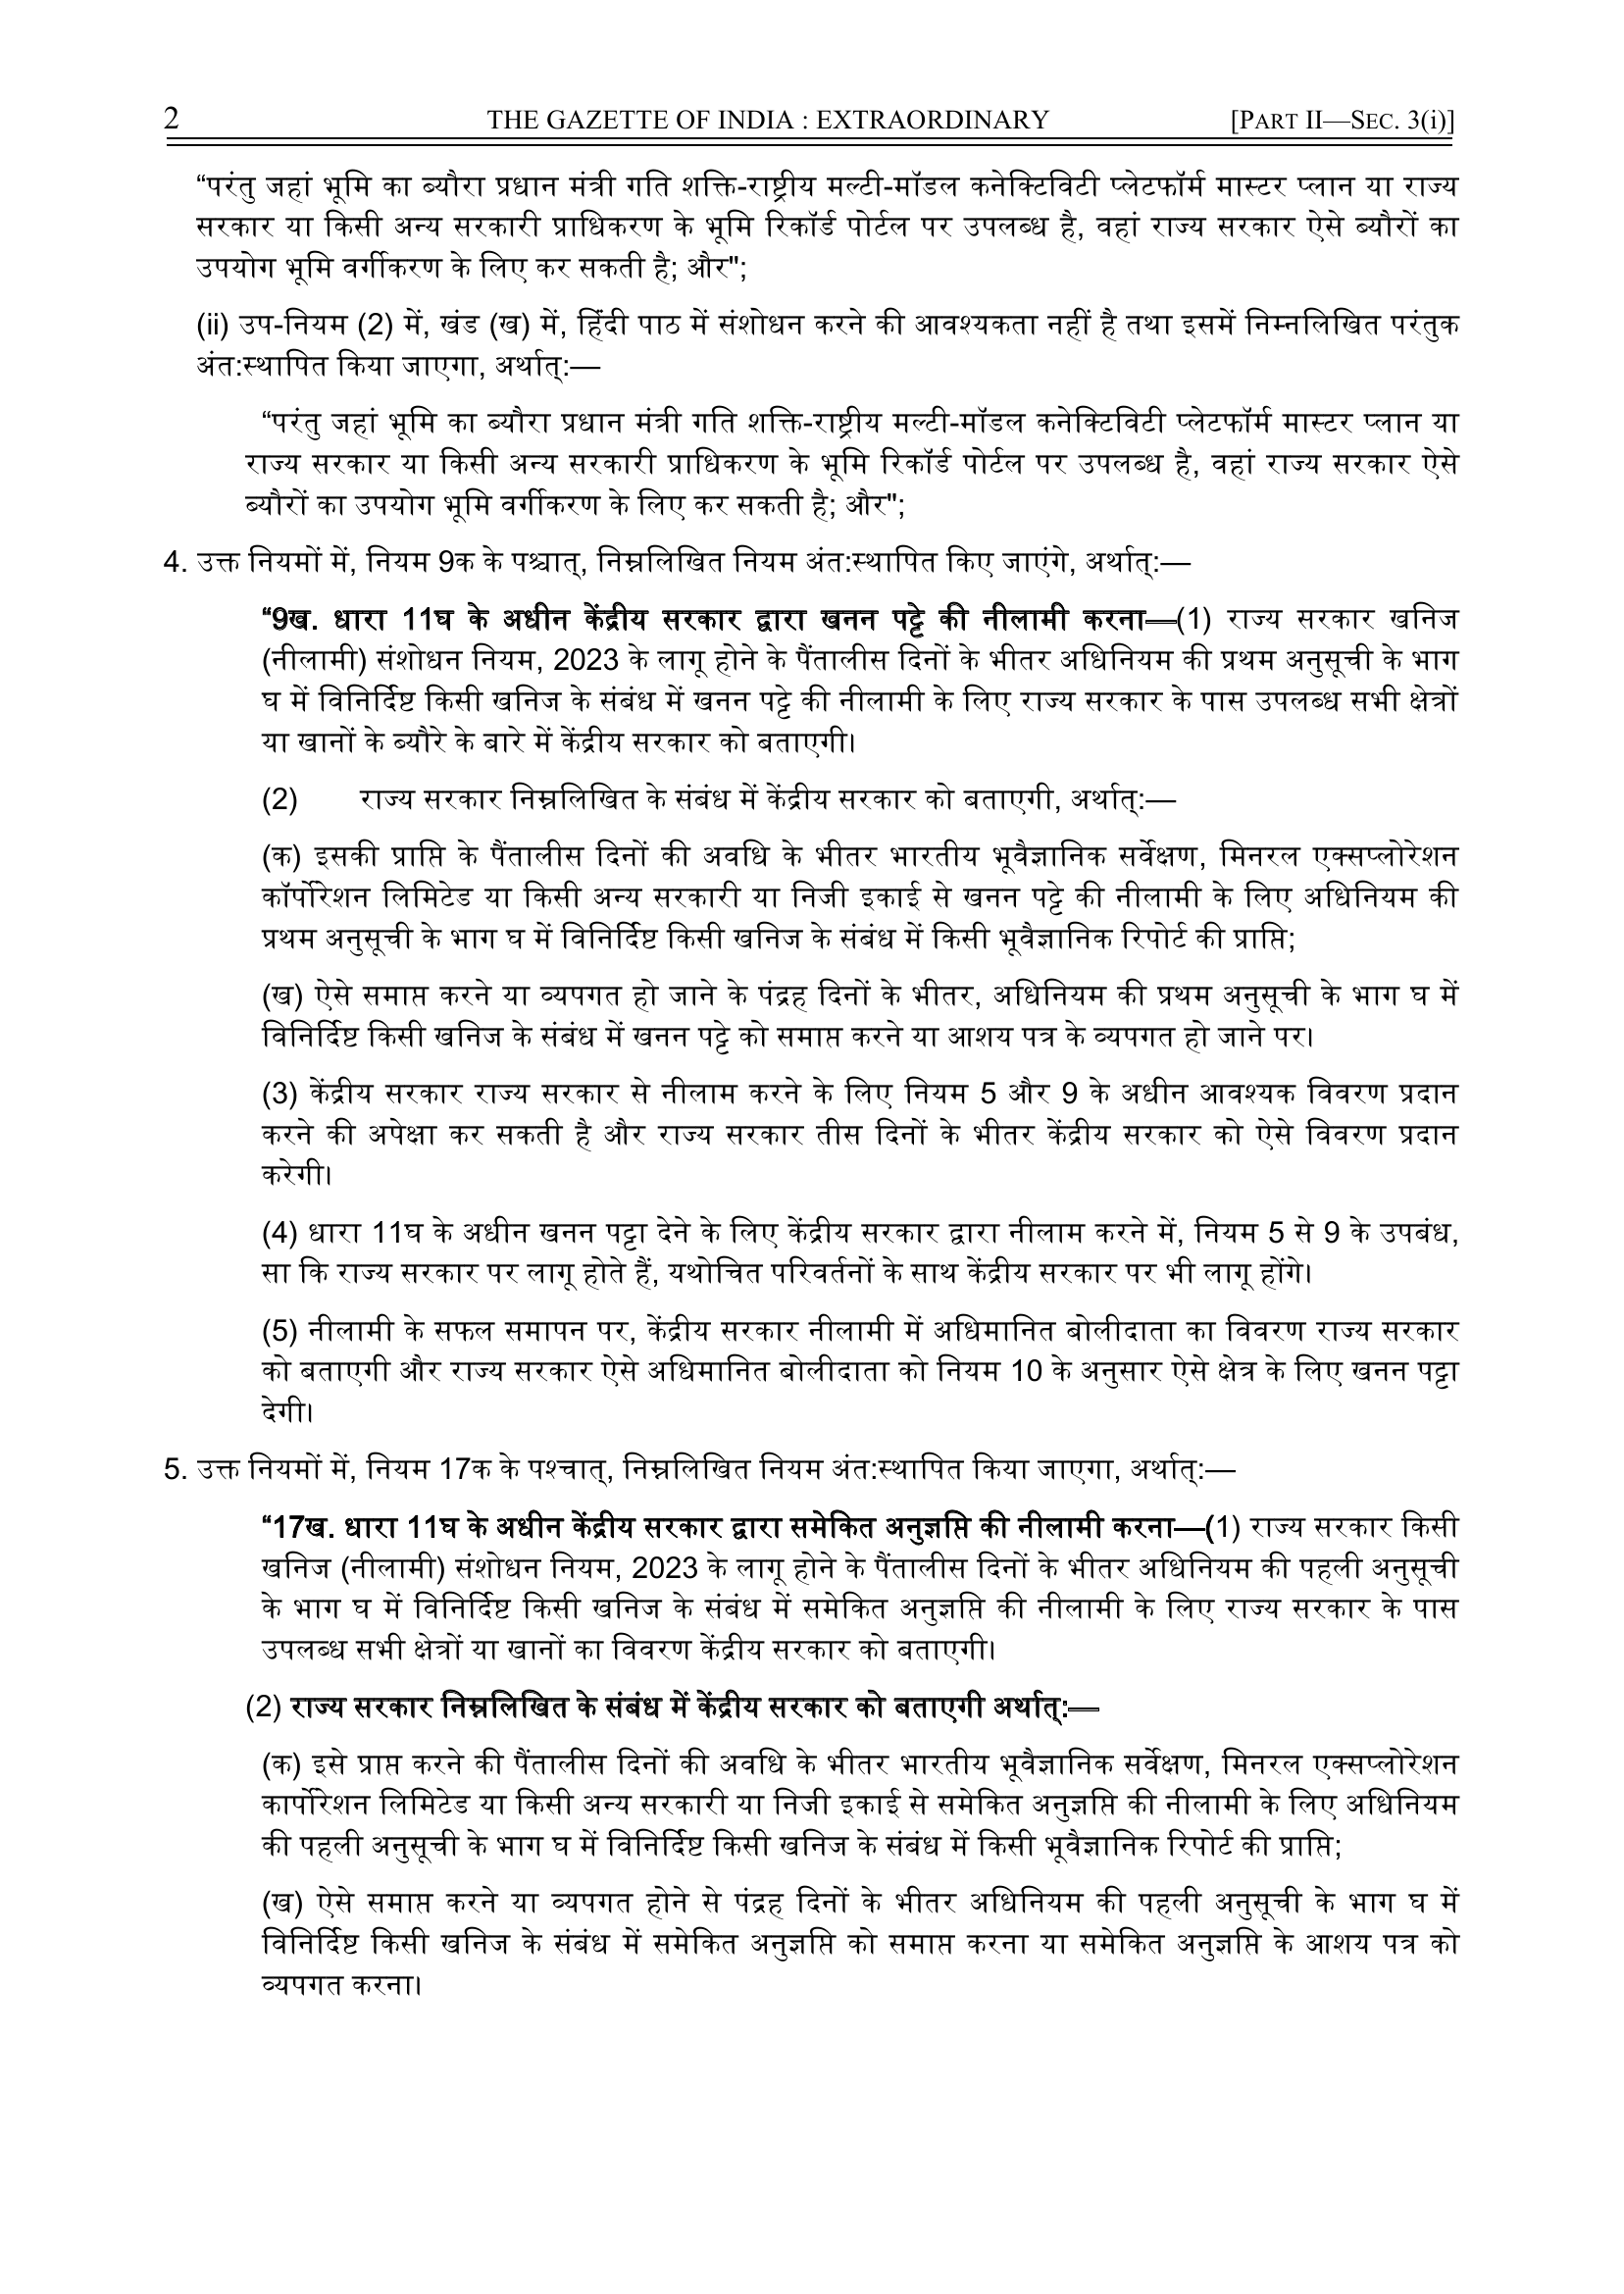 2 THE GAZETTE OF INDIA : EXTRAORDINARY [PART II—SEC. 3(i)]
“परंतु जहां भूमि का ब्यौरा प्रधान मंत्री गति शक्ति-राष्ट्रीय मल्टी-मॉडल कनेक्टिविटी प्लेटफॉर्म मास्टर प्लान या राज्य
सरकार या किसी अन्य सरकारी प्राधिकरण के भूमि रिकॉर्ड पोर्टल पर उपलब्ध है, वहां राज्य सरकार ऐसे ब्यौरों का
उपयोग भूमि वर्गीकरण के लिए कर सकती है; और";
(ii) उप-नियम (2) में, खंड (ख) में, हिंदी पाठ में संशोधन करने की आवश्यकता नहीं है तथा इसमें निम्नलिखित परंतुक
अंत:स्थापित किया जाएगा, अर्थात्:—
“परंतु जहां भूमि का ब्यौरा प्रधान मंत्री गति शक्ति-राष्ट्रीय मल्टी-मॉडल कनेक्टिविटी प्लेटफॉर्म मास्टर प्लान या
राज्य सरकार या किसी अन्य सरकारी प्राधिकरण के भूमि रिकॉर्ड पोर्टल पर उपलब्ध है, वहां राज्य सरकार ऐसे
ब्यौरों का उपयोग भूमि वर्गीकरण के लिए कर सकती है; और";
4. उक्त नियमों में, नियम 9क के पश्चात्, निम्नलिखित नियम अंत:स्थापित किए जाएंगे, अर्थात्:—
“9ख. धारा 11घ के अधीन केंद्रीय सरकार द्वारा खनन पट्टे की नीलामी करना—(1) राज्य सरकार खनिज
(नीलामी) संशोधन नियम, 2023 के लागू होने के पैंतालीस दिनों के भीतर अधिनियम की प्रथम अनुसूची के भाग
घ में विनिर्दिष्ट किसी खनिज के संबंध में खनन पट्टे की नीलामी के लिए राज्य सरकार के पास उपलब्ध सभी क्षेत्रों
या खानों के ब्यौरे के बारे में केंद्रीय सरकार को बताएगी।
(2) राज्य सरकार निम्नलिखित के संबंध में केंद्रीय सरकार को बताएगी, अर्थात्:—
(क) इसकी प्राप्ति के पैंतालीस दिनों की अवधि के भीतर भारतीय भूवैज्ञानिक सर्वेक्षण, मिनरल एक्सप्लोरेशन
कॉर्पोरेशन लिमिटेड या किसी अन्य सरकारी या निजी इकाई से खनन पट्टे की नीलामी के लिए अधिनियम की
प्रथम अनुसूची के भाग घ में विनिर्दिष्ट किसी खनिज के संबंध में किसी भूवैज्ञानिक रिपोर्ट की प्राप्ति;
(ख) ऐसे समाप्त करने या व्यपगत हो जाने के पंद्रह दिनों के भीतर, अधिनियम की प्रथम अनुसूची के भाग घ में
विनिर्दिष्ट किसी खनिज के संबंध में खनन पट्टे को समाप्त करने या आशय पत्र के व्यपगत हो जाने पर।
(3) केंद्रीय सरकार राज्य सरकार से नीलाम करने के लिए नियम 5 और 9 के अधीन आवश्यक विवरण प्रदान
करने की अपेक्षा कर सकती है और राज्य सरकार तीस दिनों के भीतर केंद्रीय सरकार को ऐसे विवरण प्रदान
करेगी।
(4) धारा 11घ के अधीन खनन पट्टा देने के लिए केंद्रीय सरकार द्वारा नीलाम करने में, नियम 5 से 9 के उपबंध,
सा कि राज्य सरकार पर लागू होते हैं, यथोचित परिवर्तनों के साथ केंद्रीय सरकार पर भी लागू होंगे।
(5) नीलामी के सफल समापन पर, केंद्रीय सरकार नीलामी में अधिमानित बोलीदाता का विवरण राज्य सरकार
को बताएगी और राज्य सरकार ऐसे अधिमानित बोलीदाता को नियम 10 के अनुसार ऐसे क्षेत्र के लिए खनन पट्टा
देगी।
5. उक्त नियमों में, नियम 17क के पश्चात्, निम्नलिखित नियम अंत:स्थापित किया जाएगा, अर्थात्:—
“17ख. धारा 11घ के अधीन केंद्रीय सरकार द्वारा समेकित अनुज्ञप्ति की नीलामी करना—(1) राज्य सरकार किसी
खनिज (नीलामी) संशोधन नियम, 2023 के लागू होने के पैंतालीस दिनों के भीतर अधिनियम की पहली अनुसूची
के भाग घ में विनिर्दिष्ट किसी खनिज के संबंध में समेकित अनुज्ञप्ति की नीलामी के लिए राज्य सरकार के पास
उपलब्ध सभी क्षेत्रों या खानों का विवरण केंद्रीय सरकार को बताएगी।
(2) राज्य सरकार निम्नलिखित के संबंध में केंद्रीय सरकार को बताएगी अर्थात्:—
(क) इसे प्राप्त करने की पैंतालीस दिनों की अवधि के भीतर भारतीय भूवैज्ञानिक सर्वेक्षण, मिनरल एक्सप्लोरेशन
कार्पोरेशन लिमिटेड या किसी अन्य सरकारी या निजी इकाई से समेकित अनुज्ञप्ति की नीलामी के लिए अधिनियम
की पहली अनुसूची के भाग घ में विनिर्दिष्ट किसी खनिज के संबंध में किसी भूवैज्ञानिक रिपोर्ट की प्राप्ति;
(ख) ऐसे समाप्त करने या व्यपगत होने से पंद्रह दिनों के भीतर अधिनियम की पहली अनुसूची के भाग घ में
विनिर्दिष्ट किसी खनिज के संबंध में समेकित अनुज्ञप्ति को समाप्त करना या समेकित अनुज्ञप्ति के आशय पत्र को
व्यपगत करना।